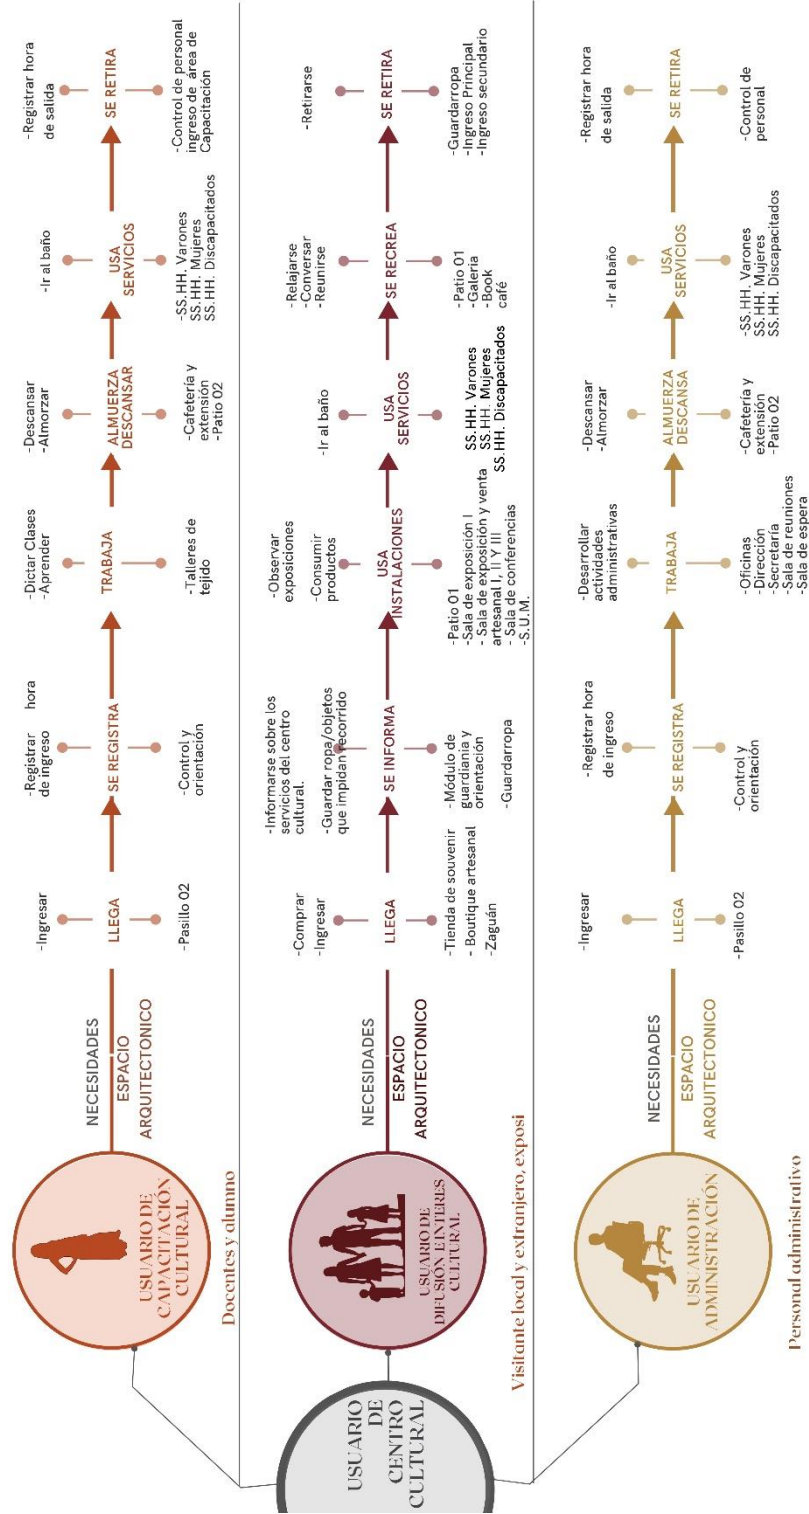 USUARIO
DE
CENTRO
CULTURAL
USUARIO DE
CAPACITACIÓN
CULTURAL
Docentes y alumno
NECESIDADES
ESPACIO
ARQUITECTONICO
-Ingresar
LLEGA
-Pasillo 02
-Registrar hora
de ingreso
SE REGISTRA
-Control y
orientación
-Dictar Clases
-Aprender
TRABAJA
-Talleres de
tejido
-Descansar
-Almorzar
ALMUERZA
DESCANSAR
-Cafetería y
extensión
-Patio 02
-Ir al baño
USA
SERVICIOS
-SS.HH. Varones
SS.HH. Mujeres
SS.HH. Discapacitados
-Registrar hora
de salida
SE RETIRA
-Control de personal
ingreso de área de
Capacitación
USUARIO DE
DIFUSIÓN E INTERES
CULTURAL
Visitante local y extranjero, exposi
NECESIDADES
ESPACIO
ARQUITECTONICO
-Comprar
-Ingresar
LLEGA
-Tienda de souvenir
- Boutique artesanal
-Zaguán
-Informarse sobre los
servicios del centro
cultural.
-Guardar ropa/objetos
que impidan recorrido
SE INFORMA
-Módulo de
guardiania y
orientación
-Guardarropa
-Observar
exposiciones
-Consumir
productos
USA
INSTALACIONES
-Patio 01
-Sala de exposición I
- Sala de exposición y venta
artesanal I, II Y III
- Sala de conferencias
-S.U.M.
-Ir al baño
USA
SERVICIOS
SS.HH. Varones
SS.HH. Mujeres
SS.HH. Discapacitados
-Relajarse
-Conversar
-Reunirse
SE RECREA
-Patio 01
-Galeria
-Book
café
-Retirarse
SE RETIRA
-Guardarropa
-Ingreso Principal
-Ingreso secundario
USUARIO DE
ADMINISTRACIÓN
Personal administrativo
NECESIDADES
ESPACIO
ARQUITECTONICO
-Ingresar
LLEGA
-Pasillo 02
-Registrar hora
de ingreso
SE REGISTRA
-Control y
orientación
-Desarrollar
actividades
administrativas
TRABAJA
-Oficinas
-Dirección
-Secretaría
-Sala de reuniones
-Sala de espera
-Descansar
-Almorzar
ALMUERZA
DESCANSA
-Cafetería y
extensión
-Patio 02
-Ir al baño
USA
SERVICIOS
-SS.HH. Varones
SS.HH. Mujeres
SS.HH. Discapacitados
-Registrar hora
de salida
SE RETIRA
-Control de
personal